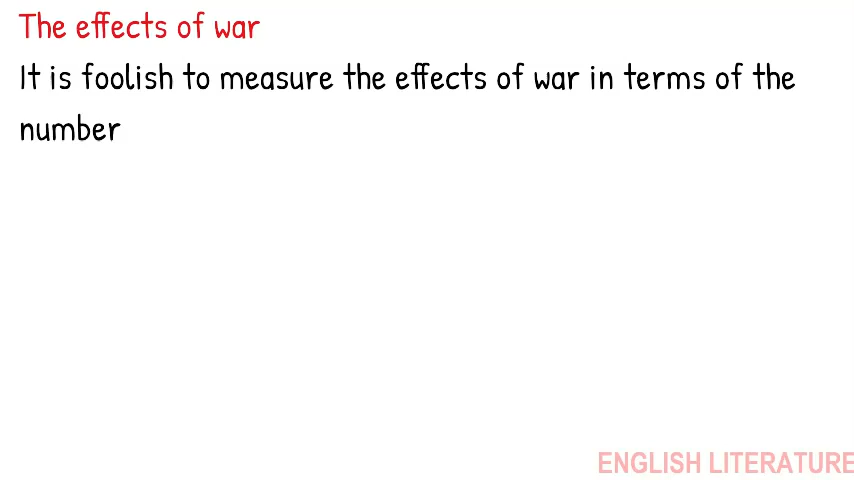 The effects of war
It is foolish to measure the effects of war in terms of the
number
ENGLISH LITERATURE